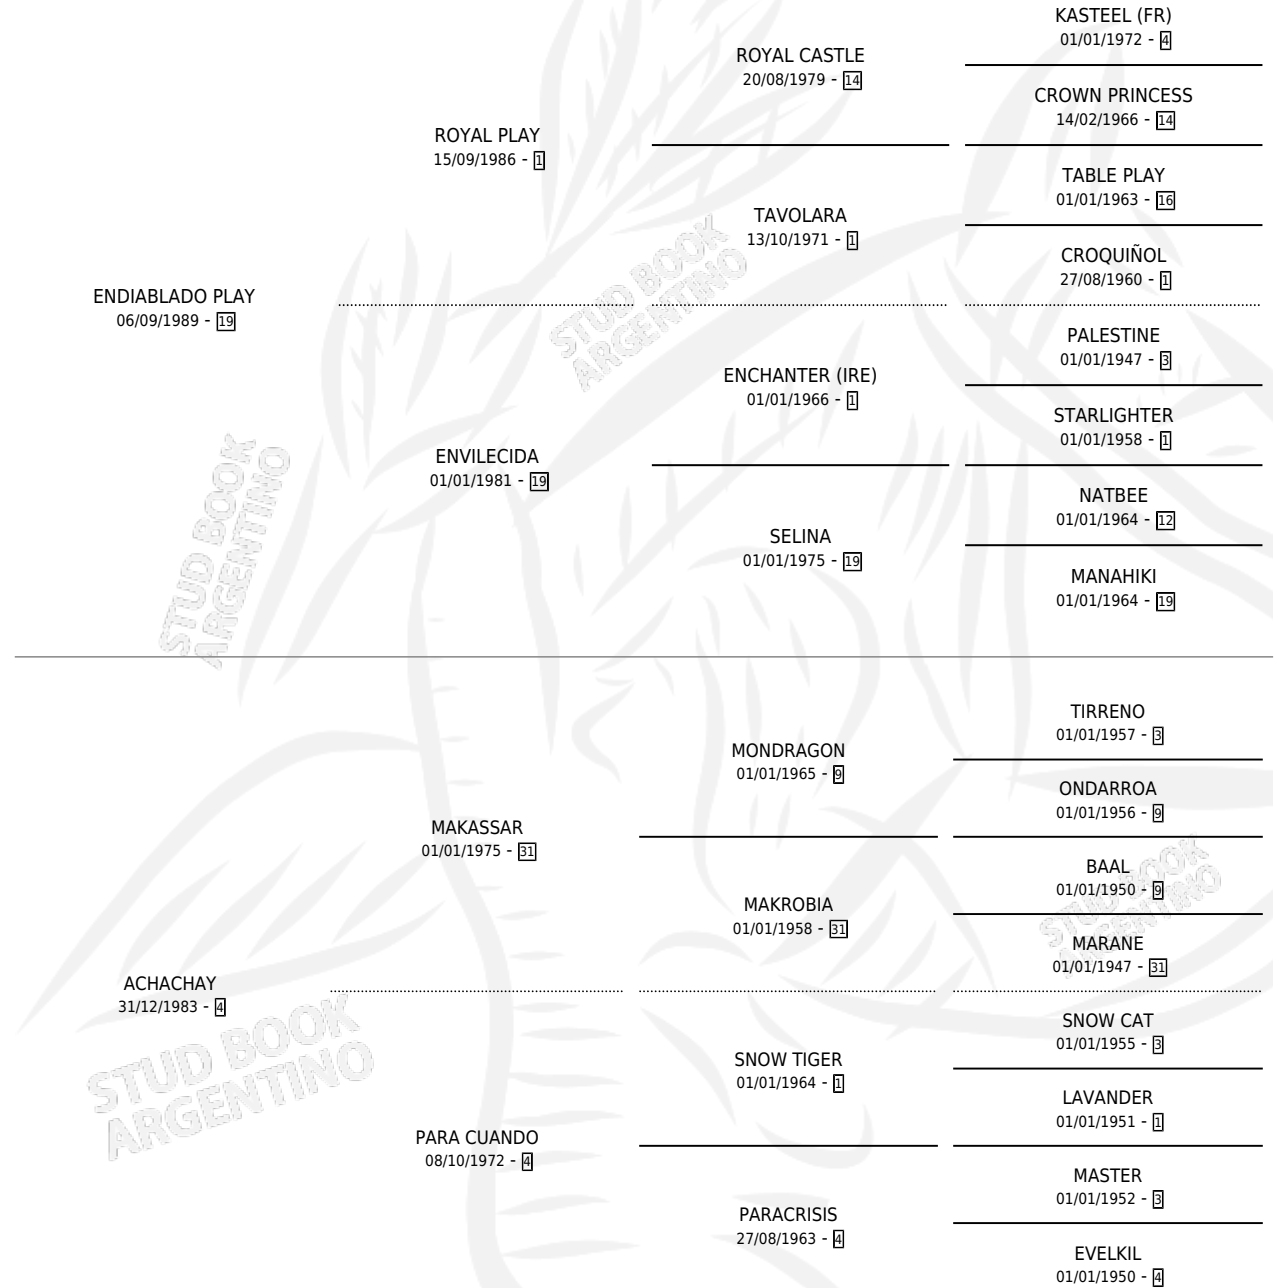 KASTEEL (FR)
01/01/1972 - 4
ROYAL CASTLE
20/08/1979 - 14
CROWN PRINCESS
14/02/1966 - 14
ROYAL PLAY
15/09/1986 - 1
TABLE PLAY
01/01/1963 - 16
TAVOLARA
13/10/1971 - 1
CROQUIÑOL
27/08/1960 - 1
ENDIABLADO PLAY
06/09/1989 - 19
PALESTINE
01/01/1947 - 3
ENCHANTER (IRE)
01/01/1966 - 1
STARLIGHTER
01/01/1958 - 1
ENVILECIDA
01/01/1981 - 19
NATBEE
01/01/1964 - 12
SELINA
01/01/1975 - 19
MANAHIKI
01/01/1964 - 19
TIRRENO
01/01/1957 - 3
MONDRAGON
01/01/1965 - 9
ONDARROA
01/01/1956 - 9
MAKASSAR
01/01/1975 - 31
BAAL
01/01/1950 - 9
MAKROBIA
01/01/1958 - 31
MARANE
01/01/1947 - 31
ACHACHAY
31/12/1983 - 4
SNOW CAT
01/01/1955 - 3
SNOW TIGER
01/01/1964 - 1
LAVANDER
01/01/1951 - 1
PARA CUANDO
08/10/1972 - 4
MASTER
01/01/1952 - 3
PARACRISIS
27/08/1963 - 4
EVELKIL
01/01/1950 - 4
STUD BOOK
ARGENTINO
STUD BOOK
ARGENTINO
STUD BOOK
ARGENTINO
STUD BOOK
ARGENTINO